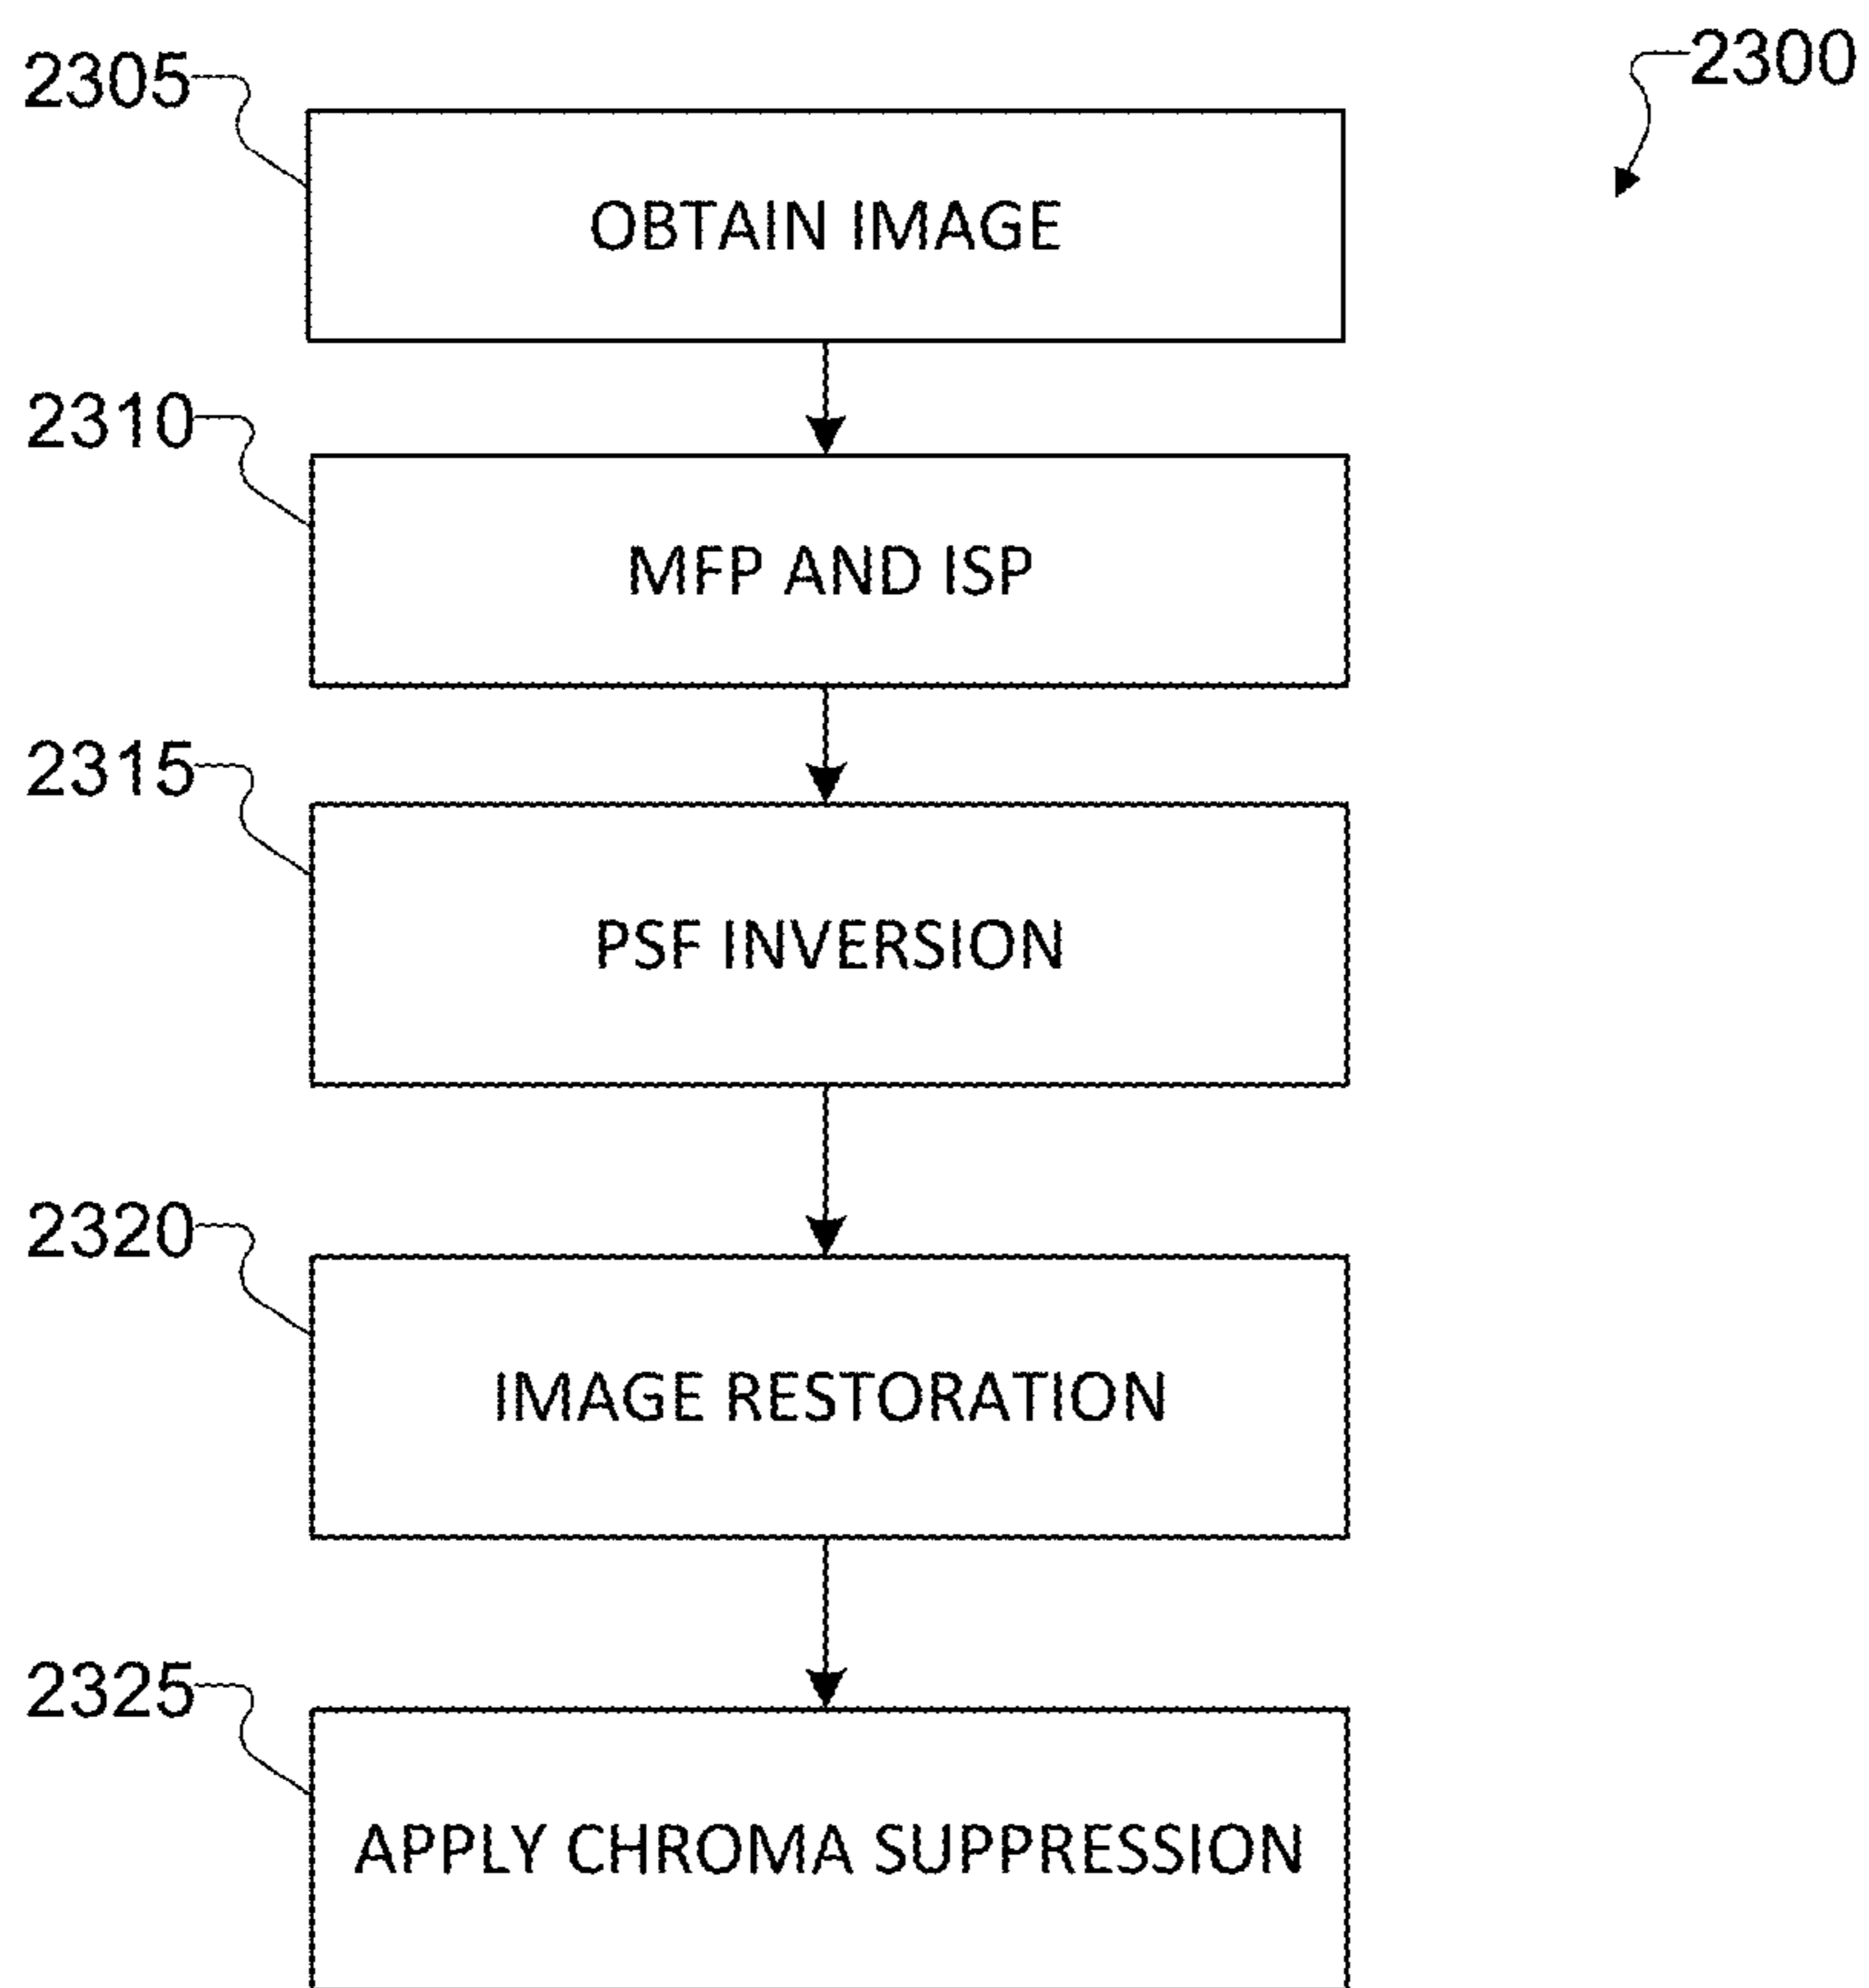 2300
2305
OBTAIN IMAGE
2310
MFP AND ISP
2315
PSF INVERSION
2320
IMAGE RESTORATION
2325
APPLY CHROMA SUPPRESSION